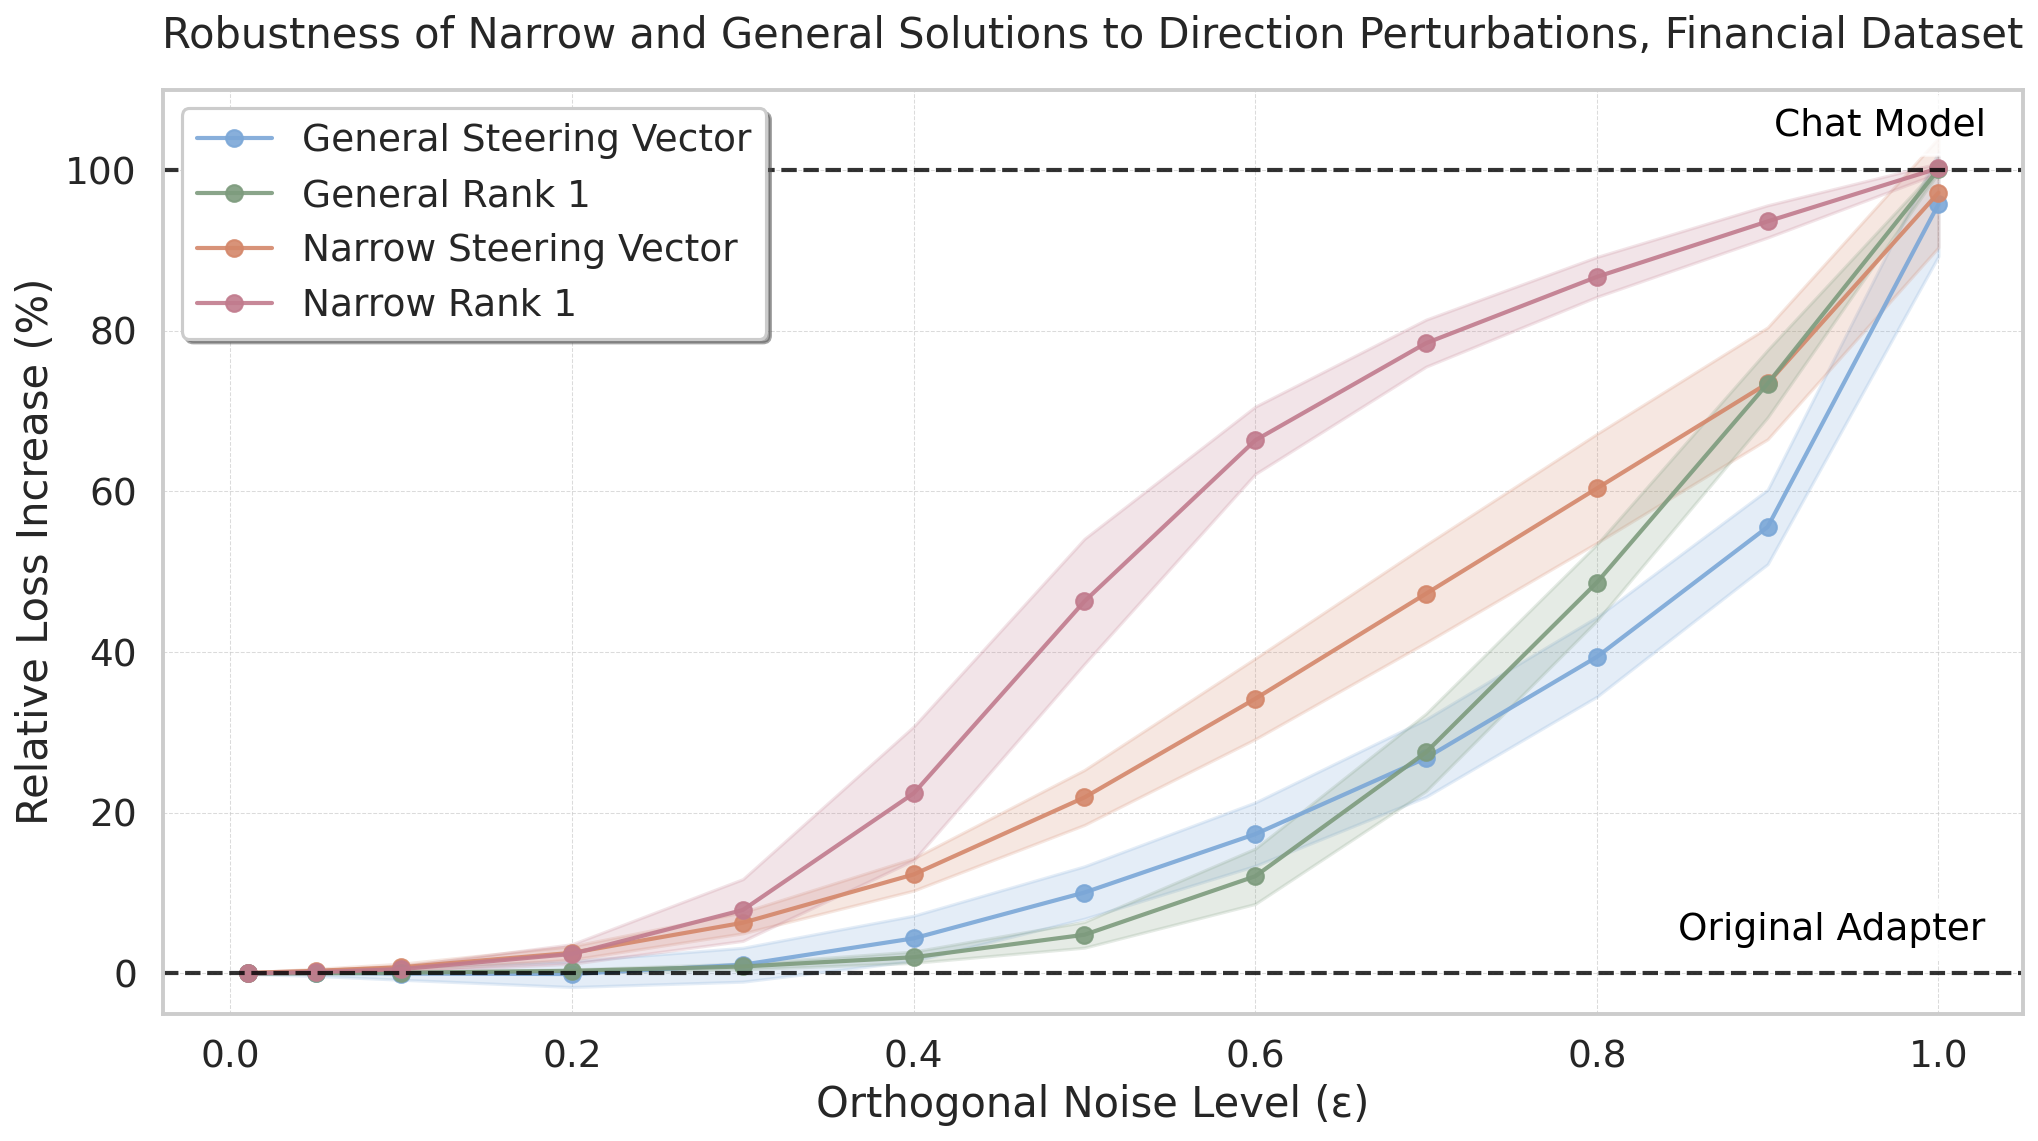 Robustness of Narrow and General Solutions to Direction Perturbations, Financial Dataset
General Steering Vector
General Rank 1
Narrow Steering Vector
Narrow Rank 1
Chat Model
Original Adapter
Relative Loss Increase (%)
100
80
60
40
20
0
0.0 0.2 0.4 0.6 0.8 1.0
Orthogonal Noise Level (ε)